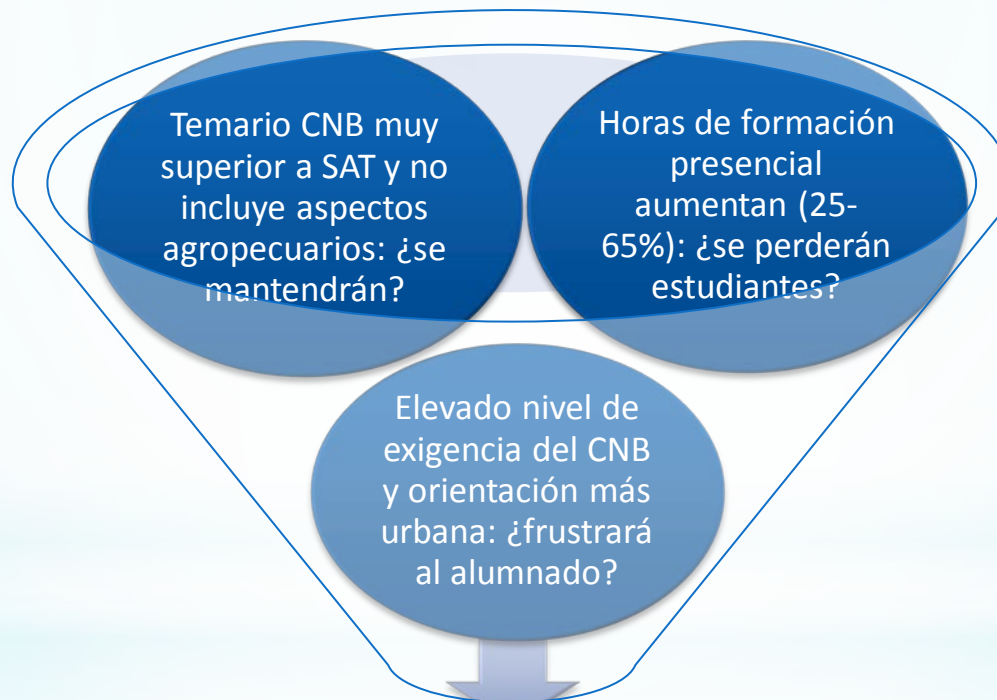 Temario CNB muy
superior a SAT y no
incluye aspectos
agropecuarios: ¿se
mantendrán?
Horas de formación
presencial
aumentan (25-
65%): ¿se perderán
estudiantes?
Elevado nivel de
exigencia del CNB
y orientación más
urbana: ¿frustrará
al alumnado?